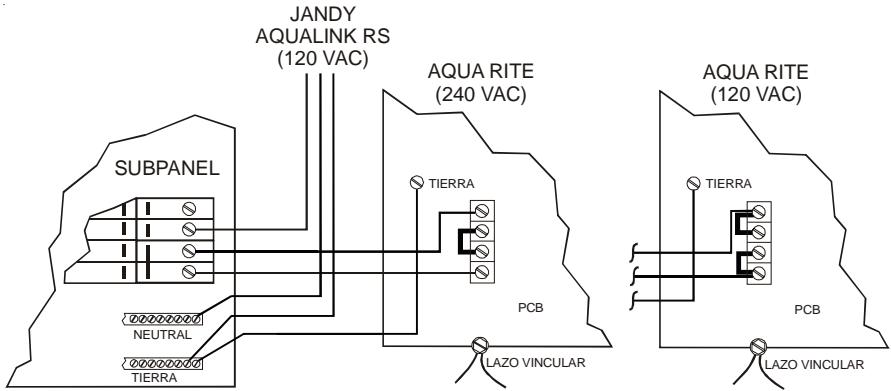 JANDY
AQUALINK RS
(120 VAC)
AQUA RITE
(240 VAC)
AQUA RITE
(120 VAC)
SUBPANEL
TIERRA
TIERRA
PCB
PCB
NEUTRAL
TIERRA
LAZO VINCULAR
LAZO VINCULAR